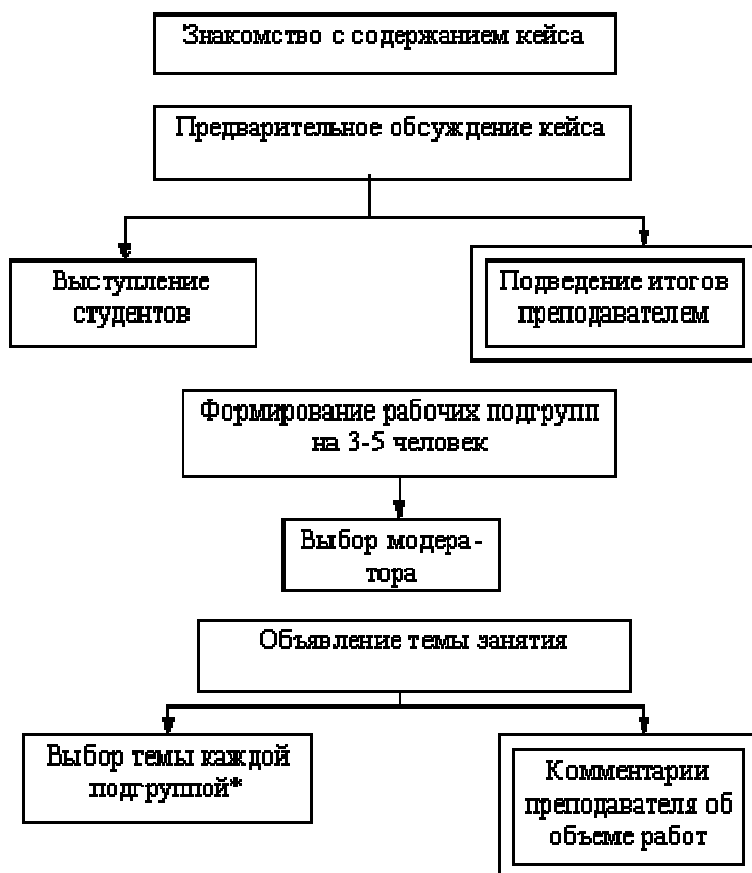 Знакомство с содержанием кейса
Предварительное обсуждение кейса
Выступление
студентов
Подведение итогов
преподавателем
Формирование рабочих подгрупп
на 3-5 человек
Выбор модера-
тора
Объявление темы занятия
Выбор темы каждой
подгруппой*
Комментарии
преподавателя об
объеме работ